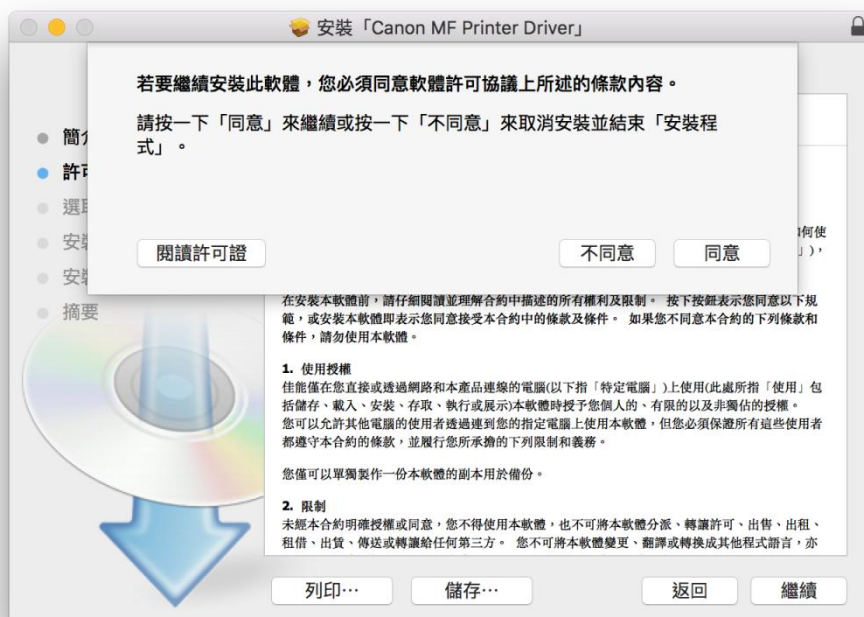 安裝「Canon MF Printer Driver」
若要繼續安裝此軟體，您必須同意軟體許可協議上所述的條款內容。
請按一下「同意」來繼續或按一下「不同意」來取消安裝並結束「安裝程
式」。
閱讀許可證
不同意
同意
簡介
許可
選取
安裝
安裝
摘要
何使
」)，
在安裝本軟體前，請仔細閱讀並理解合約中描述的所有權利及限制。 按下按鈕表示您同意以下規
範，或安裝本軟體即表示您同意接受本合約中的條款及條件。 如果您不同意本合約的下列條款和
條件，請勿使用本軟體。
1. 使用授權
佳能僅在您直接或透過網路和本產品連線的電腦(以下指「特定電腦」)上使用(此處所指「使用」包
括儲存、載入、安裝、存取、執行或展示)本軟體時授予您個人的、有限的以及非獨佔的授權。
您可以允許其他電腦的使用者透過連到您的指定電腦上使用本軟體，但您必須保證所有這些使用者
都遵守本合約的條款，並履行您所承擔的下列限制和義務。
您僅可以單獨製作一份本軟體的副本用於備份。
2. 限制
未經本合約明確授權或同意，您不得使用本軟體，也不可將本軟體分派、轉讓許可、出售、出租、
租借、出賃、傳送或轉讓給任何第三方。 您不可將本軟體變更、翻譯或轉換成其他程式語言，亦
列印…
儲存…
返回
繼續